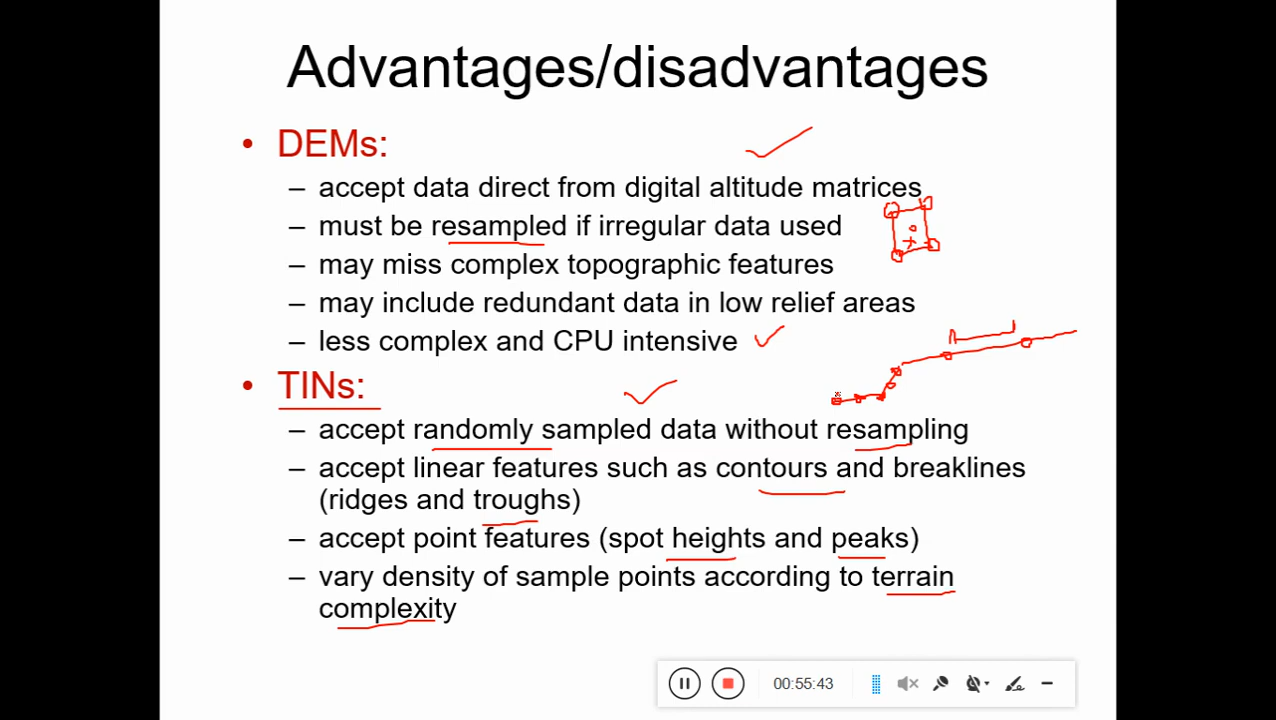 Advantages/disadvantages
• DEMs:
– accept data direct from digital altitude matrices
– must be resampled if irregular data used
– may miss complex topographic features
– may include redundant data in low relief areas
– less complex and CPU intensive
• TINs:
– accept randomly sampled data without resampling
– accept linear features such as contours and breaklines
(ridges and troughs)
– accept point features (spot heights and peaks)
– vary density of sample points according to terrain
complexity
00:55:43